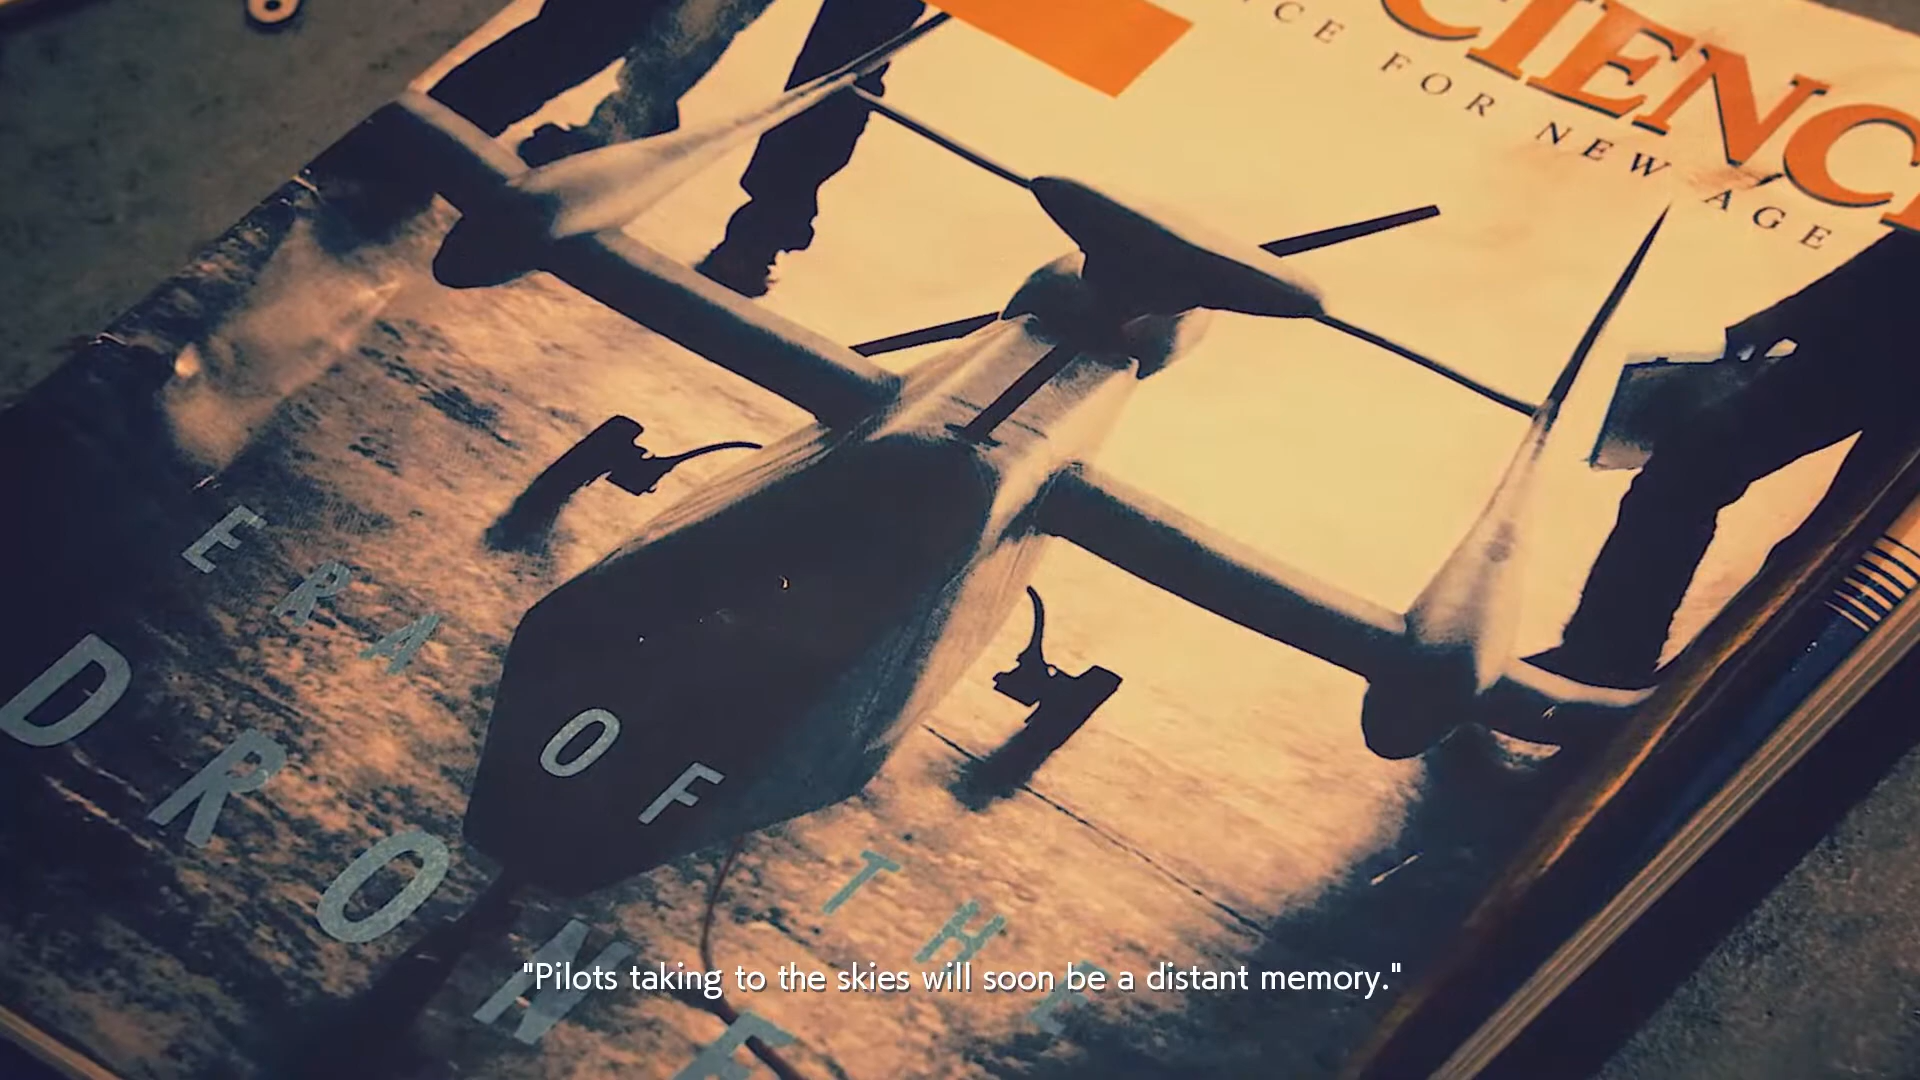 CIENC
CE FOR NEW AGE
ERA OF THE
DRONE
"Pilots taking to the skies will soon be a distant memory."